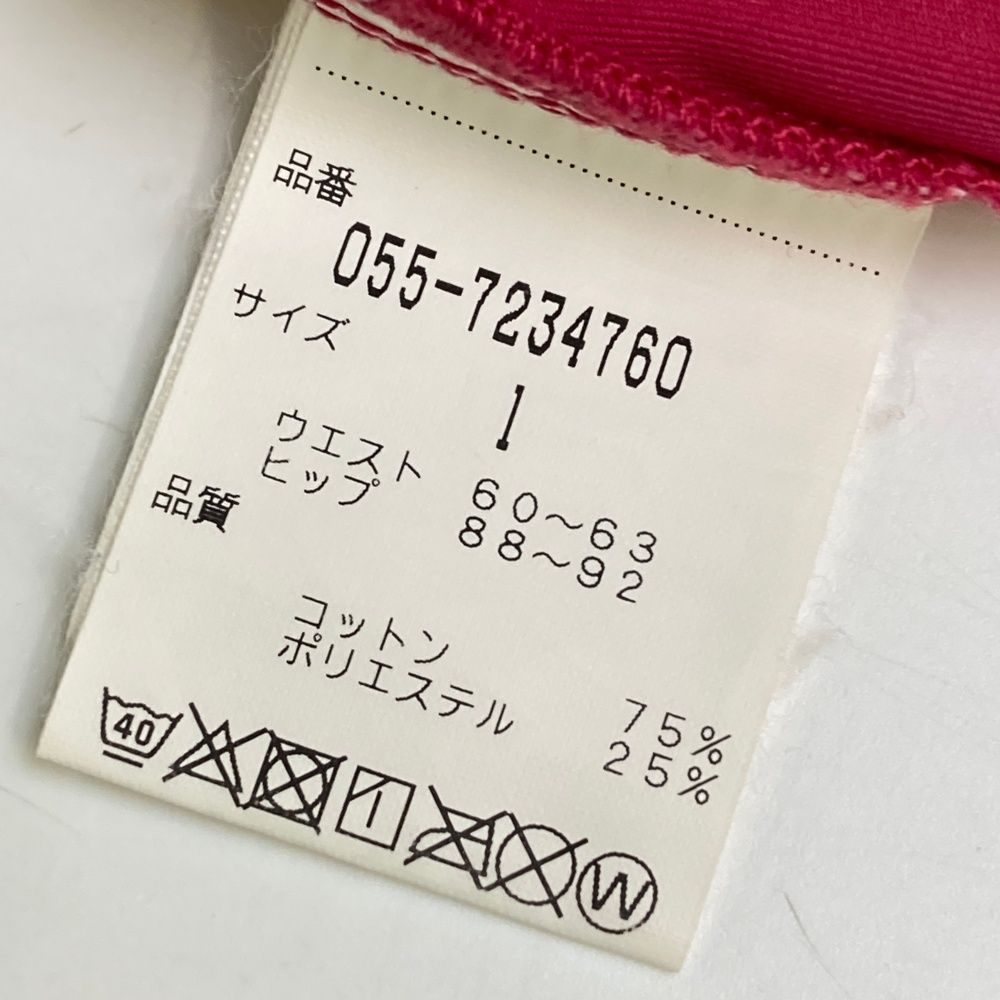 品番
055-7234760
サイズ
1
ウエスト 60～63
ヒップ 88～92
品質
コットン 75%
ポリエステル 25%
40 W